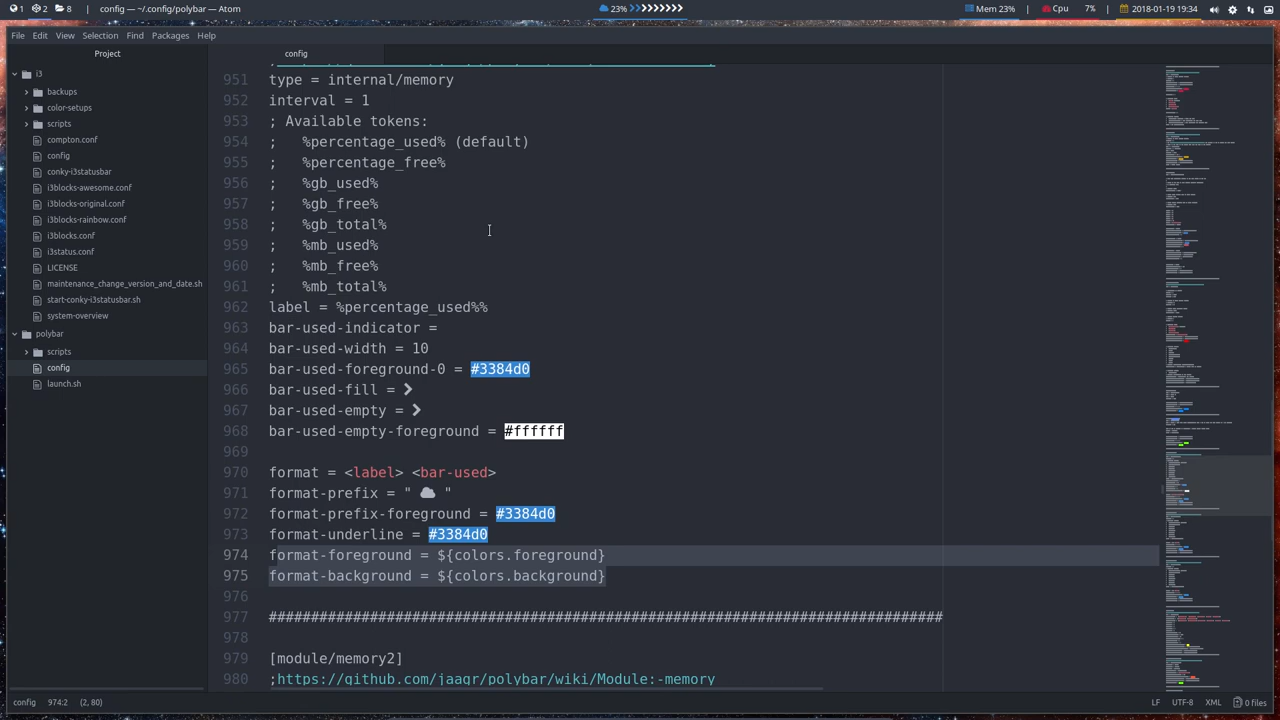 1 2 8 config — ~/.config/polybar — Atom
23%
Mem 23% Cpu 7% 2018-01-19 19:34
File Edit View Selection Find Packages Help
Project
i3
backups
color-setups
scripts
compton.conf
config
conky-i3statusbar
i3blocks-awesome.conf
i3blocks-original.conf
i3blocks-rainbow.conf
i3blocks.conf
i3status.conf
LICENSE
maintenance_change_version_and_date.sh
start-conky-i3statusbar.sh
system-overview
polybar
scripts
config
launch.sh
config
951 type = internal/memory
952 interval = 1
953 ; Available tokens:
954 ;   %percentage_used% (default)
955 ;   %percentage_free%
956 ;   %gb_used%
957 ;   %gb_free%
958 ;   %gb_total%
959 ;   %mb_used%
960 ;   %mb_free%
961 ;   %mb_total%
962 label = %percentage_used%
963 bar-used-indicator =
964 bar-used-width = 10
965 bar-used-foreground-0 = #3384d0
966 bar-used-fill =
967 bar-used-empty =
968 bar-used-empty-foreground = #ffffff
969
970 format = <label> <bar-used>
971 format-prefix = "
972 format-prefix-foreground = #3384d0
973 format-underline = #3384d0
974 format-foreground = ${colors.foreground}
975 format-background = ${colors.background}
976
977 ################################################################################
978
979 [module/memory2]
980 ;https://github.com/jaagr/polybar/wiki/Module:-memory
config 974:2 (2, 80)
LF UTF-8 XML 0 files